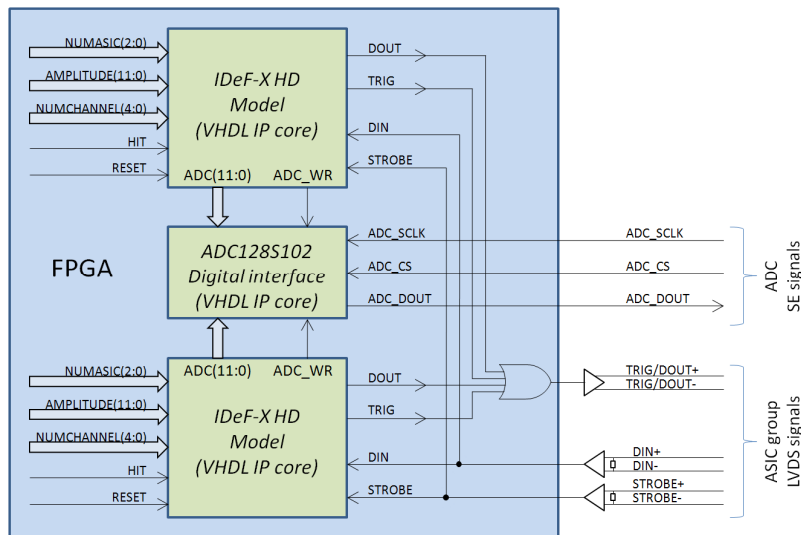 NUMASIC(2:0)
AMPLITUDE(11:0)
NUMCHANNEL(4:0)
HIT
RESET
IDeF-X HD
Model
(VHDL IP core)
ADC(11:0)
ADC_WR
DOUT
TRIG
DIN
STROBE
FPGA
ADC128S102
Digital interface
(VHDL IP core)
ADC_SCLK
ADC_CS
ADC_DOUT
ADC_SCLK
ADC_CS
ADC_DOUT
ADC
SE signals
NUMASIC(2:0)
AMPLITUDE(11:0)
NUMCHANNEL(4:0)
HIT
RESET
ADC(11:0)
ADC_WR
IDeF-X HD
Model
(VHDL IP core)
DOUT
TRIG
DIN
STROBE
TRIG/DOUT+
TRIG/DOUT-
DIN+
DIN-
STROBE+
STROBE-
ASIC group
LVDS signals